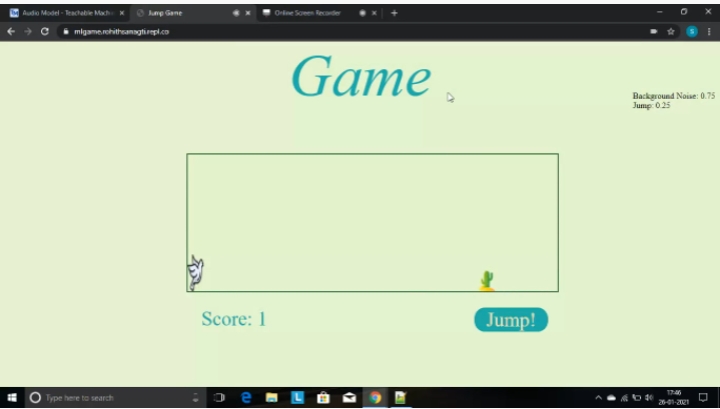 Audio Model - Teachable Mach
Jump Game
Online Screen Recorder
mlgame.rohithsanagti.repl.co
Game
Background Noise: 0.75
Jump: 0.25
Score: 1
Jump!
Type here to search
17:46
26-01-2021